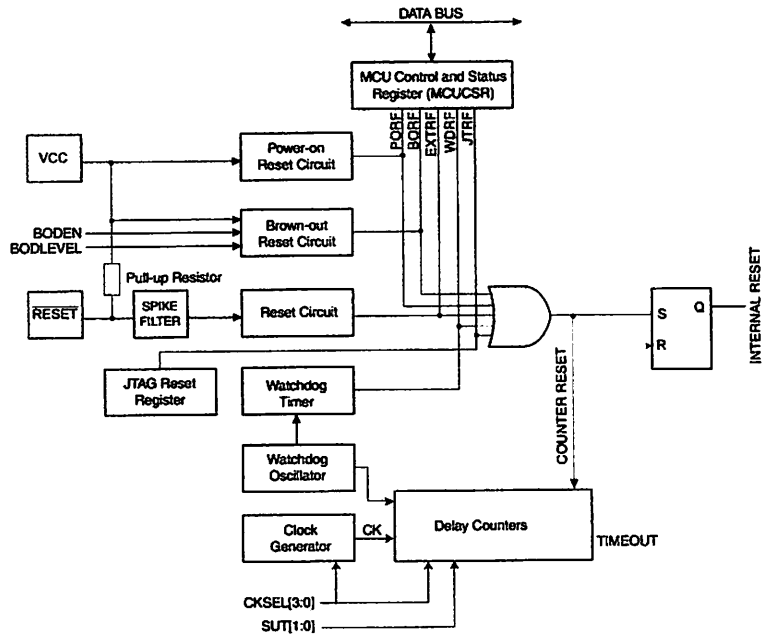 DATA BUS
MCU Control and Status
Register (MCUCSR)
PORF
BORF
EXTRF
WDRF
JTRF
VCC
Power-on
Reset Circuit
BODEN
BODLEVEL
Brown-out
Reset Circuit
Pull-up Resistor
RESET
SPIKE
FILTER
Reset Circuit
S
Q
R
INTERNAL RESET
JTAG Reset
Register
Watchdog
Timer
COUNTER RESET
Watchdog
Oscillator
Clock
Generator
CK
Delay Counters
TIMEOUT
CKSEL[3:0]
SUT[1:0]